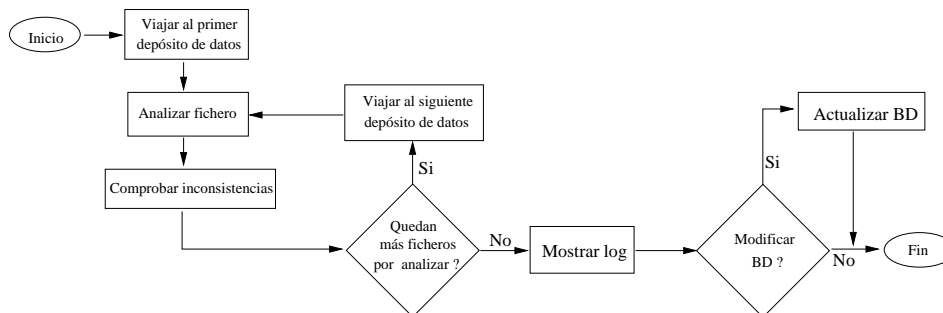 Inicio
Viajar al primer
depósito de datos
Analizar fichero
Viajar al siguiente
depósito de datos
Comprobar inconsistencias
Si
Quedan
más ficheros
por analizar ?
No
Mostrar log
Modificar
BD ?
Si
Actualizar BD
No
Fin